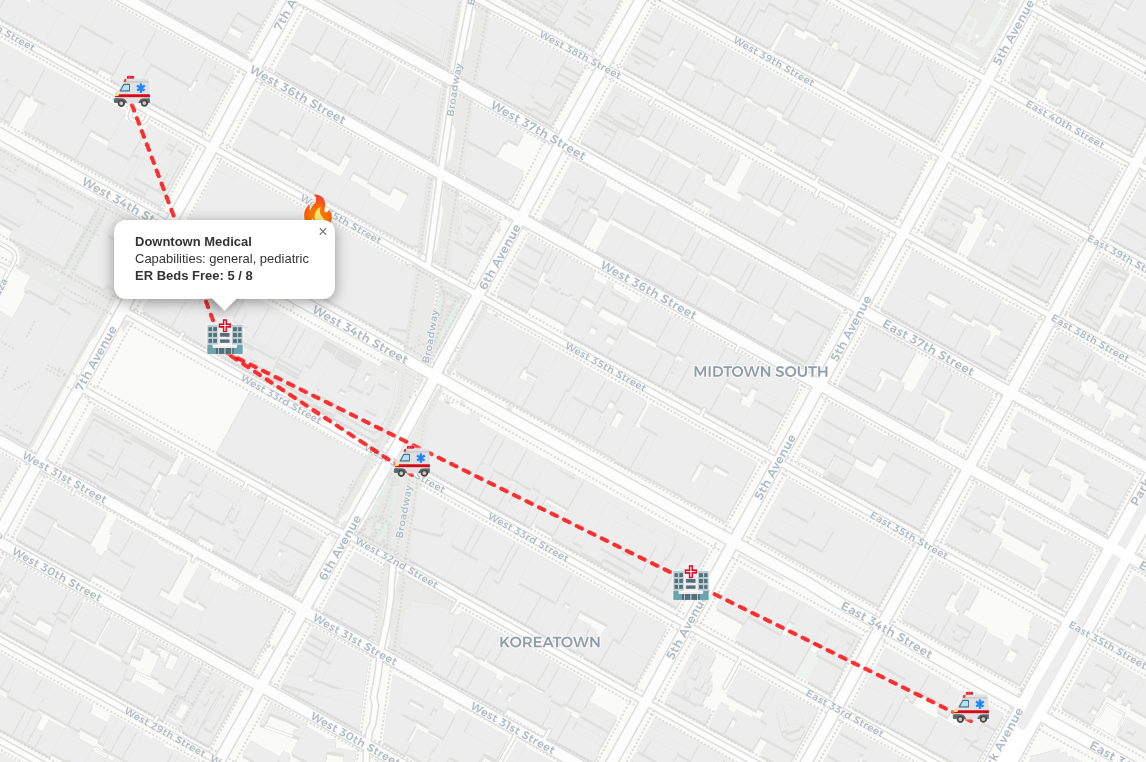 7th A
5th Avenue
West 38th Street
West 39th Street
Broadway
West 36th Street
West 37th Street
East 40th Street
West 34th
5th Street
East 39th Street
6th Avenue
Downtown Medical
×
Capabilities: general, pediatric
ER Beds Free: 5 / 8
West 36th Street
5th Avenue
West 34th Street
Broadway
East 37th Street
East 38th Street
7th Avenue
West 35th Street
MIDTOWN SOUTH
West 33rd Street
5th Avenue
West 31st Street
Broadway
West 33rd Street
East 35th Street
6th Avenue
West 32nd Street
West 30th Street
West 31st Street
KOREATOWN
5th Avenue
East 34th Street
East 35th Street
West 29th Street
West 30th Street
West 31st Street
East 33rd Street
k Avenue